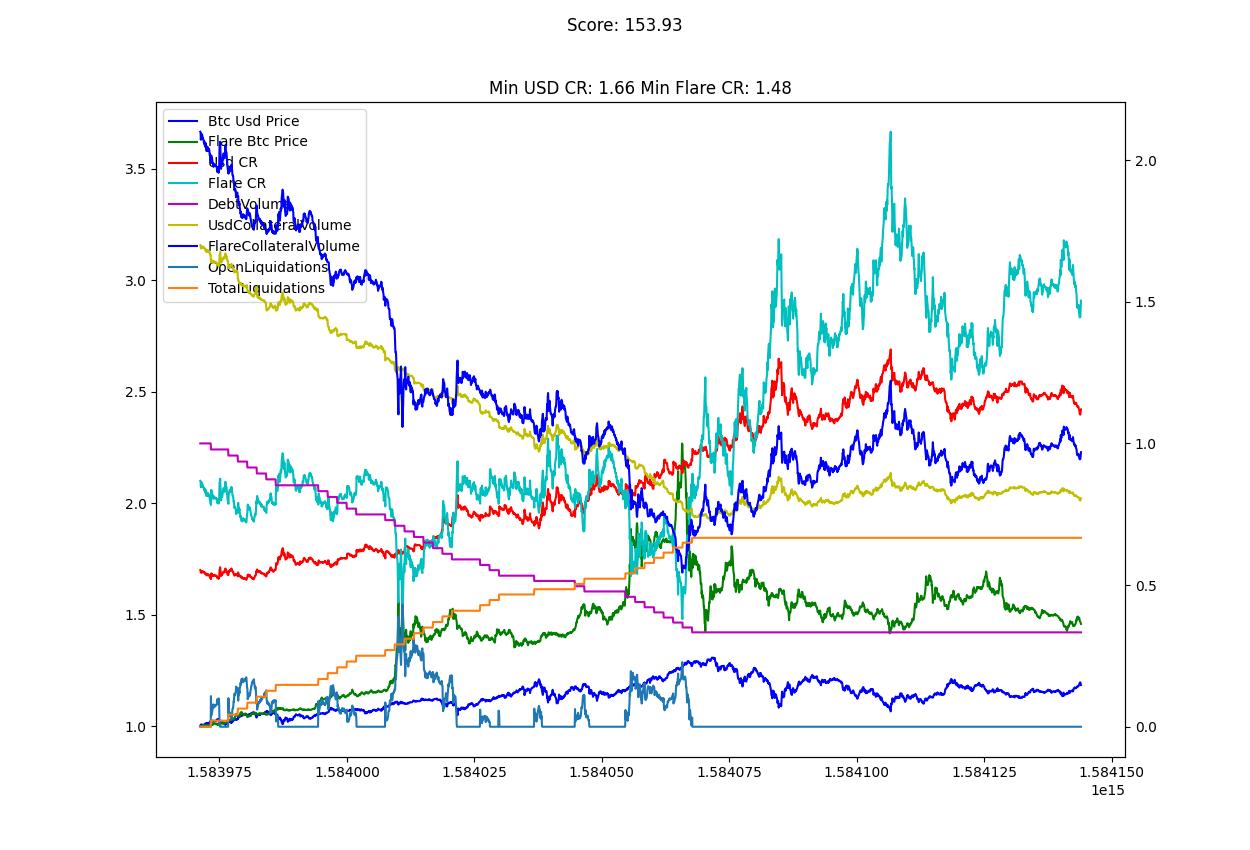 Score: 153.93
Min USD CR: 1.66 Min Flare CR: 1.48
Btc Usd Price
Flare Btc Price
Usd CR
Flare CR
DebtVolume
UsdCollateralVolume
FlareCollateralVolume
OpenLiquidations
TotalLiquidations
3.5
3.0
2.5
2.0
1.5
1.0
2.0
1.5
1.0
0.5
0.0
1.583975
1.584000
1.584025
1.584050
1.584075
1.584100
1.584125
1.584150
1e15